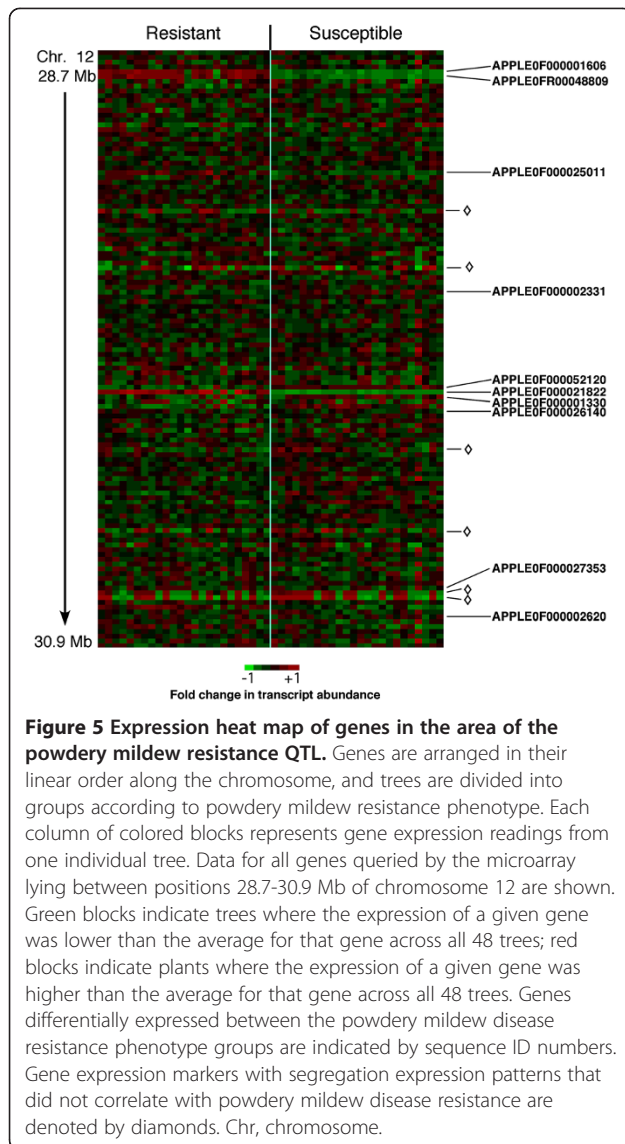 Resistant Susceptible
Chr. 12
28.7 Mb
APPLE0F000001606
APPLE0FR00048809
APPLE0F000025011
◊
◊
APPLE0F000002331
APPLE0F000052120
APPLE0F000021822
APPLE0F000001330
APPLE0F000026140
◊
◊
APPLE0F000027353
◊
◊
APPLE0F000002620
30.9 Mb
-1 +1
Fold change in transcript abundance
Figure 5 Expression heat map of genes in the area of the
powdery mildew resistance QTL. Genes are arranged in their
linear order along the chromosome, and trees are divided into
groups according to powdery mildew resistance phenotype. Each
column of colored blocks represents gene expression readings from
one individual tree. Data for all genes queried by the microarray
lying between positions 28.7-30.9 Mb of chromosome 12 are shown.
Green blocks indicate trees where the expression of a given gene
was lower than the average for that gene across all 48 trees; red
blocks indicate plants where the expression of a given gene was
higher than the average for that gene across all 48 trees. Genes
differentially expressed between the powdery mildew disease
resistance phenotype groups are indicated by sequence ID numbers.
Gene expression markers with segregation expression patterns that
did not correlate with powdery mildew disease resistance are
denoted by diamonds. Chr, chromosome.